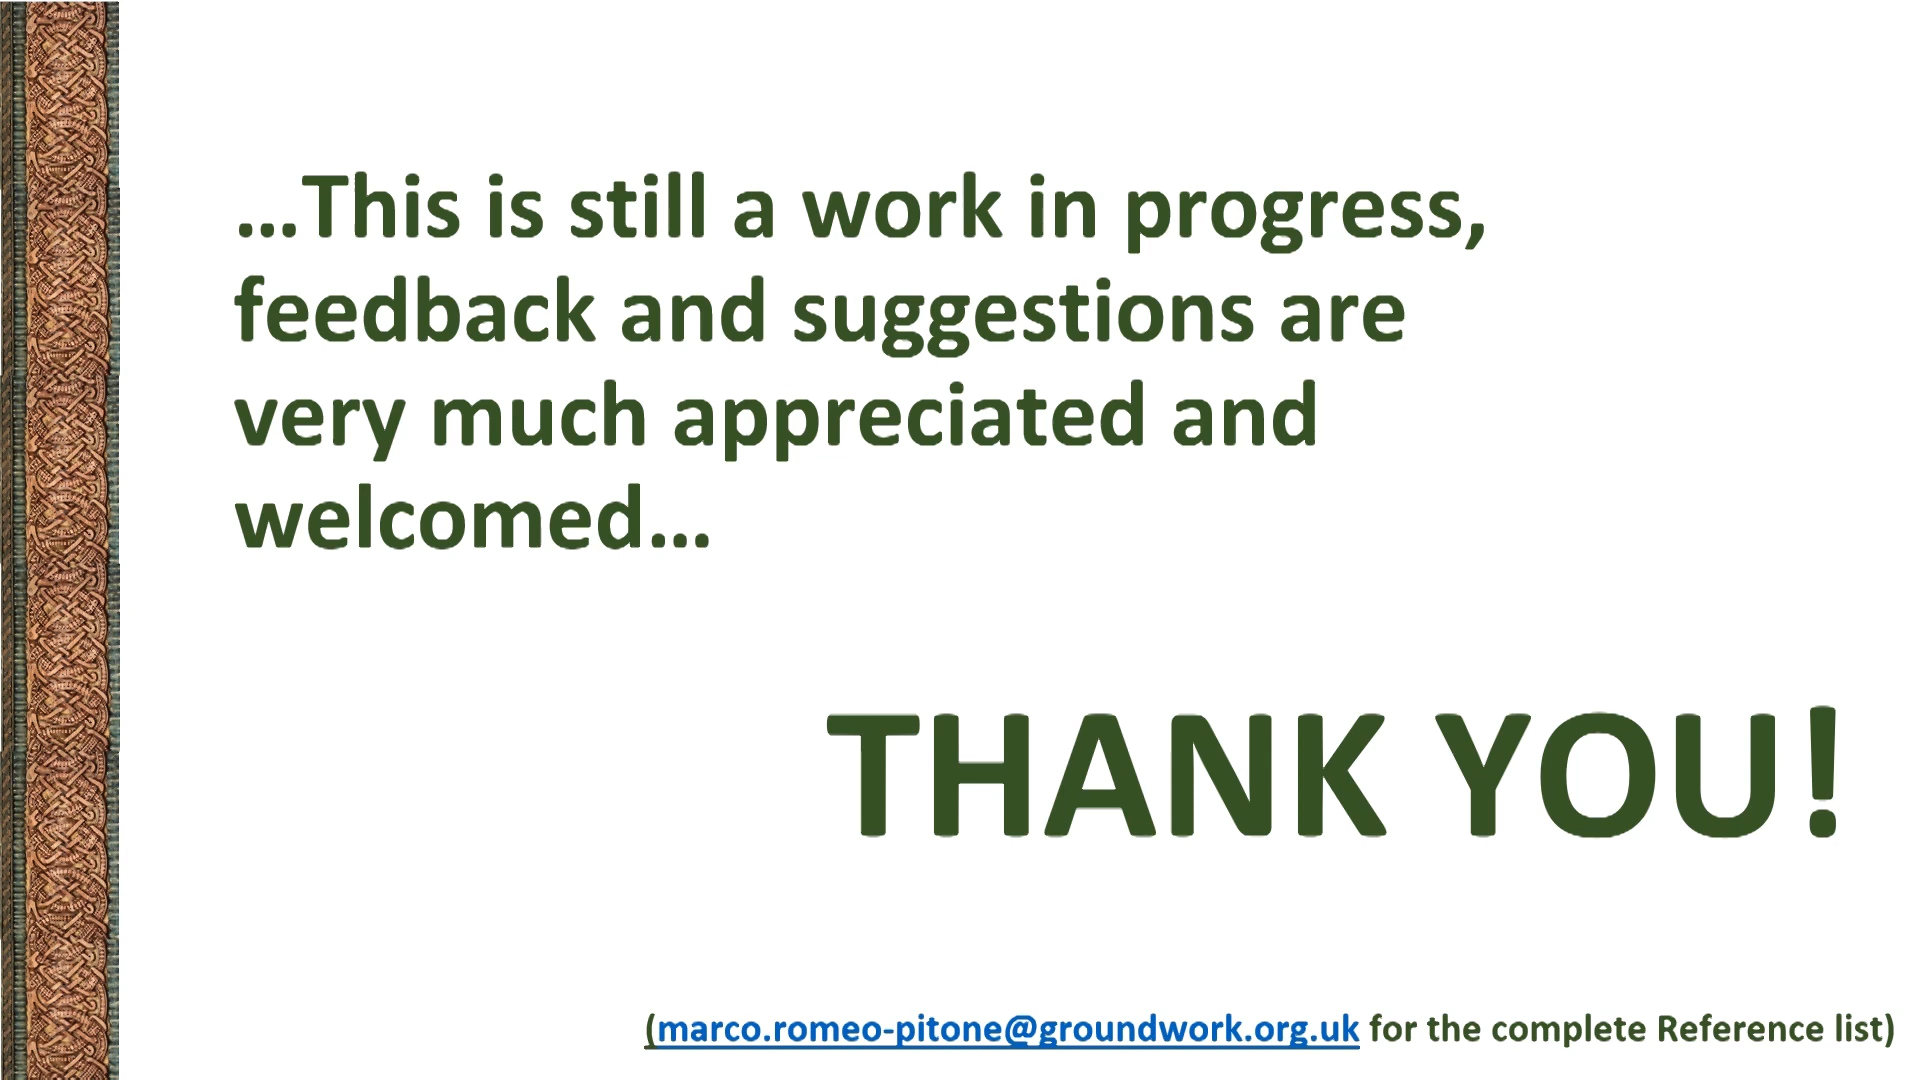 ...This is still a work in progress,
feedback and suggestions are
very much appreciated and
welcomed...
THANK YOU!
(marco.romeo-pitone@groundwork.org.uk for the complete Reference list)